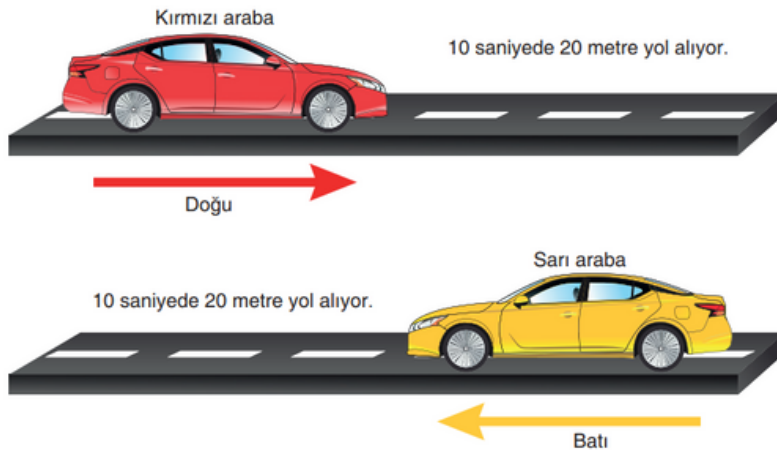 Kırmızı araba
10 saniyede 20 metre yol alıyor.
Doğu
Sarı araba
10 saniyede 20 metre yol alıyor.
Batı